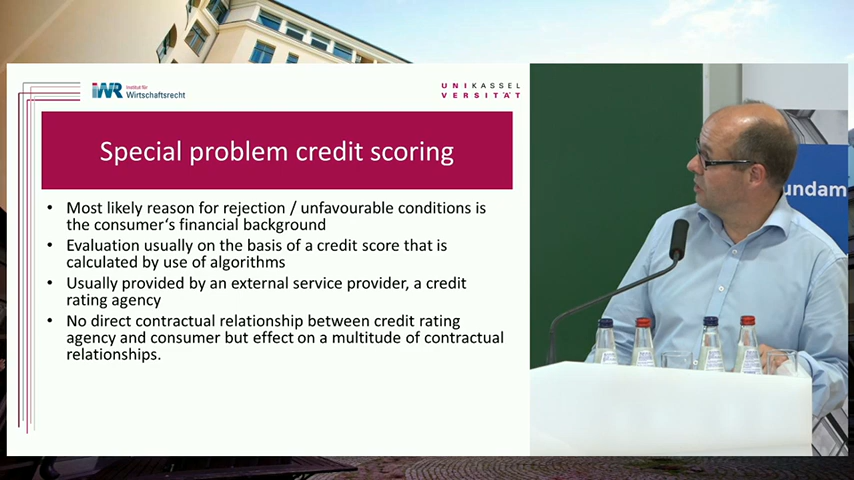 iWR Institut für
Wirtschaftsrecht
UNIKASSEL
VERSITÄT
Special problem credit scoring
• Most likely reason for rejection / unfavourable conditions is
the consumer‘s financial background
• Evaluation usually on the basis of a credit score that is
calculated by use of algorithms
• Usually provided by an external service provider, a credit
rating agency
• No direct contractual relationship between credit rating
agency and consumer but effect on a multitude of contractual
relationships.
undam